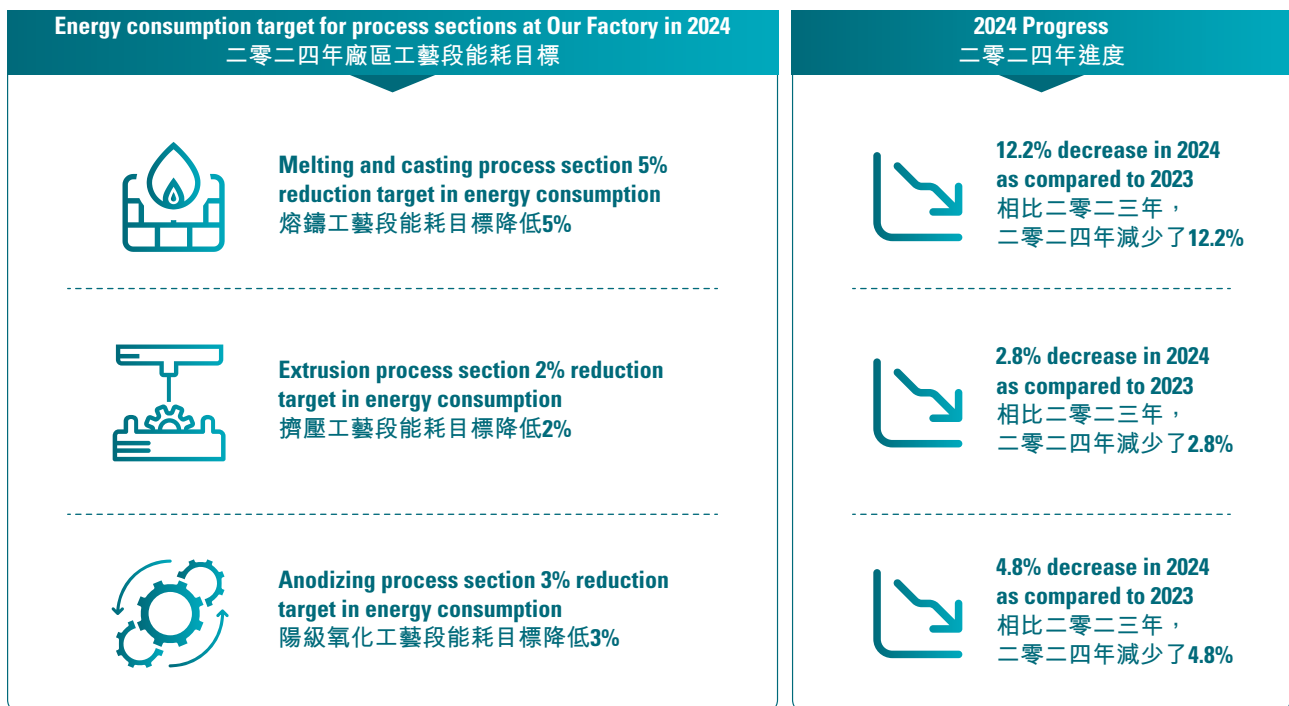 Energy consumption target for process sections at Our Factory in 2024
二零二四年廠區工藝段能耗目標
2024 Progress
二零二四年進度
Melting and casting process section 5%
reduction target in energy consumption
熔鑄工藝段能耗目標降低5%
12.2% decrease in 2024
as compared to 2023
相比二零二三年，
二零二四年減少了12.2%
Extrusion process section 2% reduction
target in energy consumption
擠壓工藝段能耗目標降低2%
2.8% decrease in 2024
as compared to 2023
相比二零二三年，
二零二四年減少了2.8%
Anodizing process section 3% reduction
target in energy consumption
陽級氧化工藝段能耗目標降低3%
4.8% decrease in 2024
as compared to 2023
相比二零二三年，
二零二四年減少了4.8%